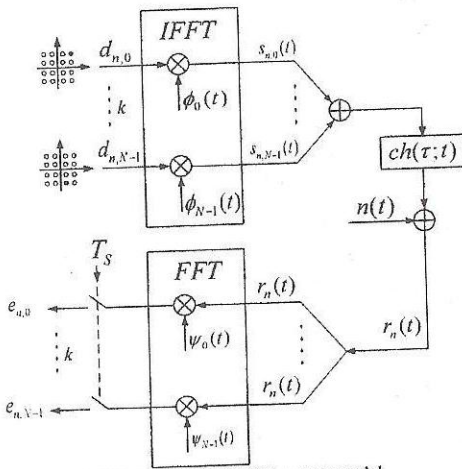 IFFT
d_{n,0}
s_{n,0}(t)
ϕ_0(t)
k
d_{n,N-1}
s_{n,N-1}(t)
ϕ_{N-1}(t)
ch(τ;t)
n(t)
T_s
FFT
r_n(t)
e_{n,0}
ψ_0(t)
r_n(t)
k
r_n(t)
e_{n,N-1}
ψ_{N-1}(t)